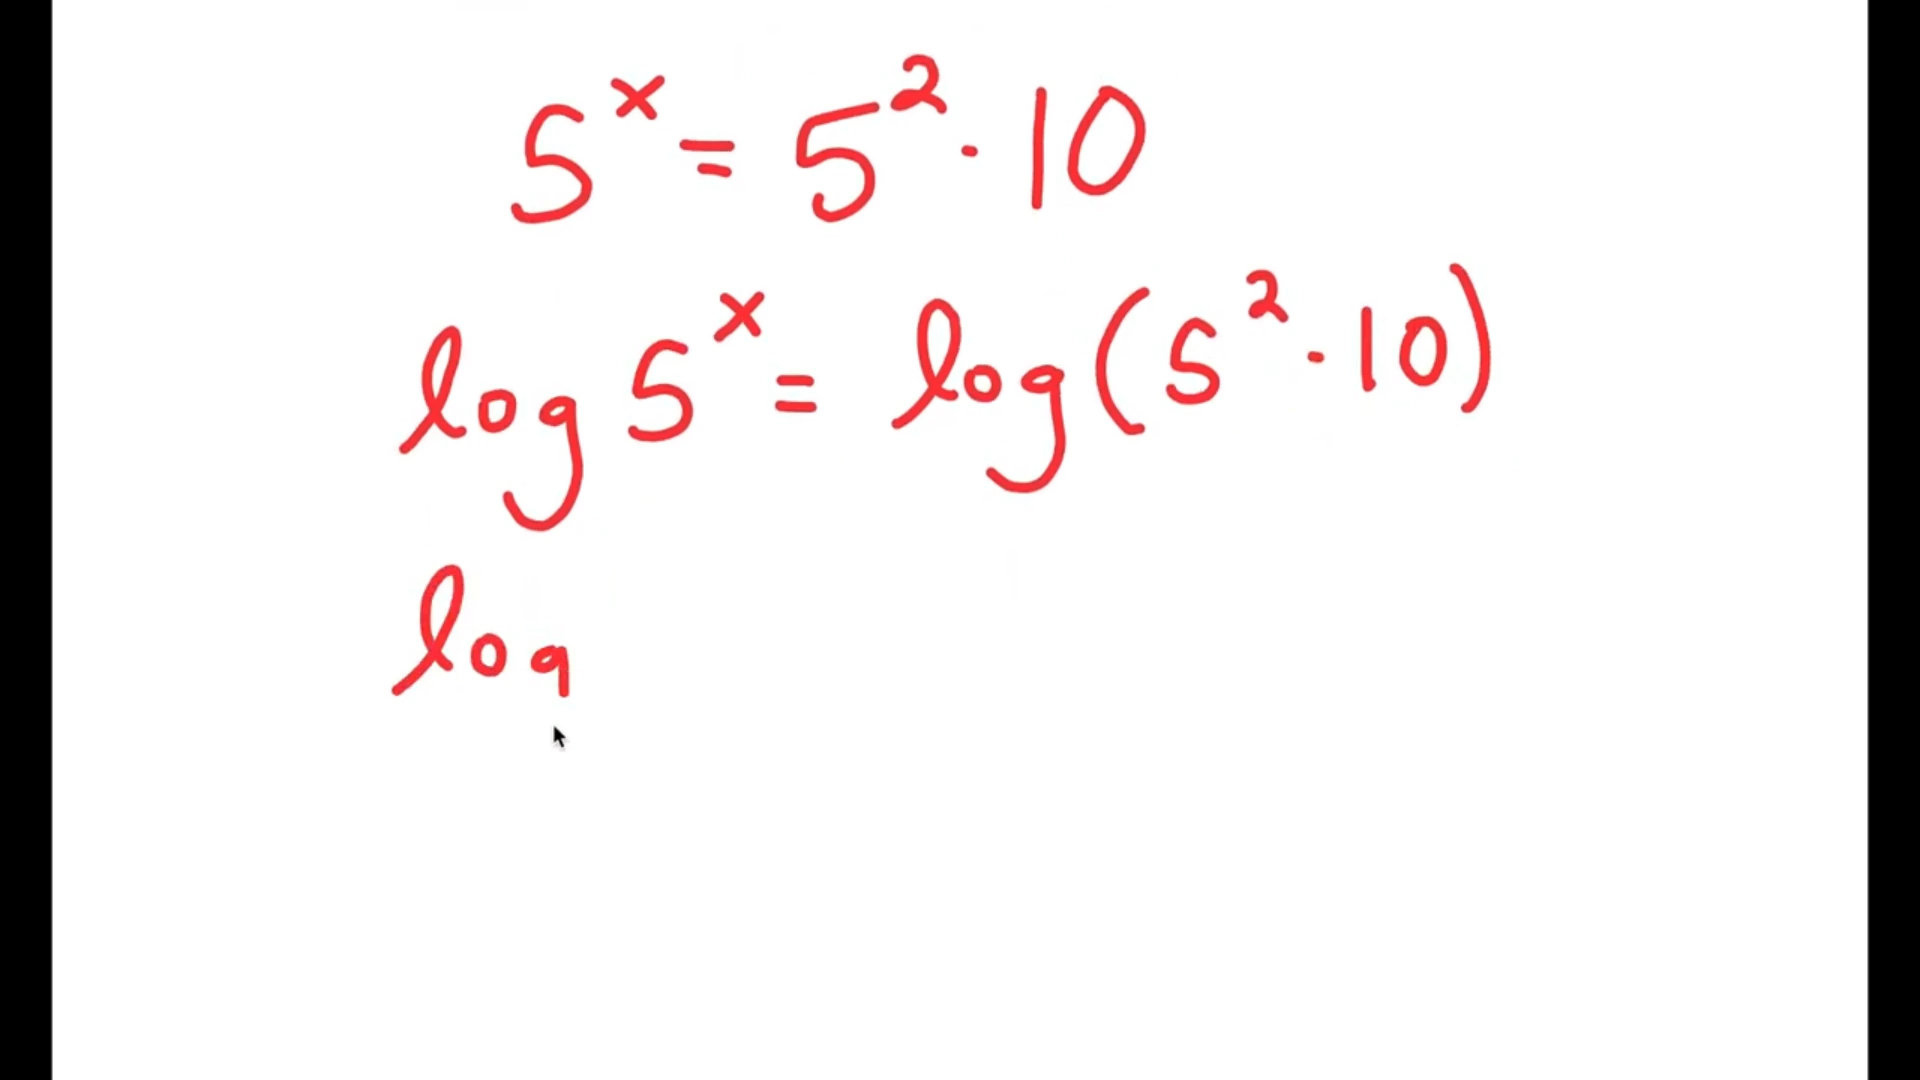 5^x = 5^2 · 10
log 5^x = log(5^2 · 10)
log